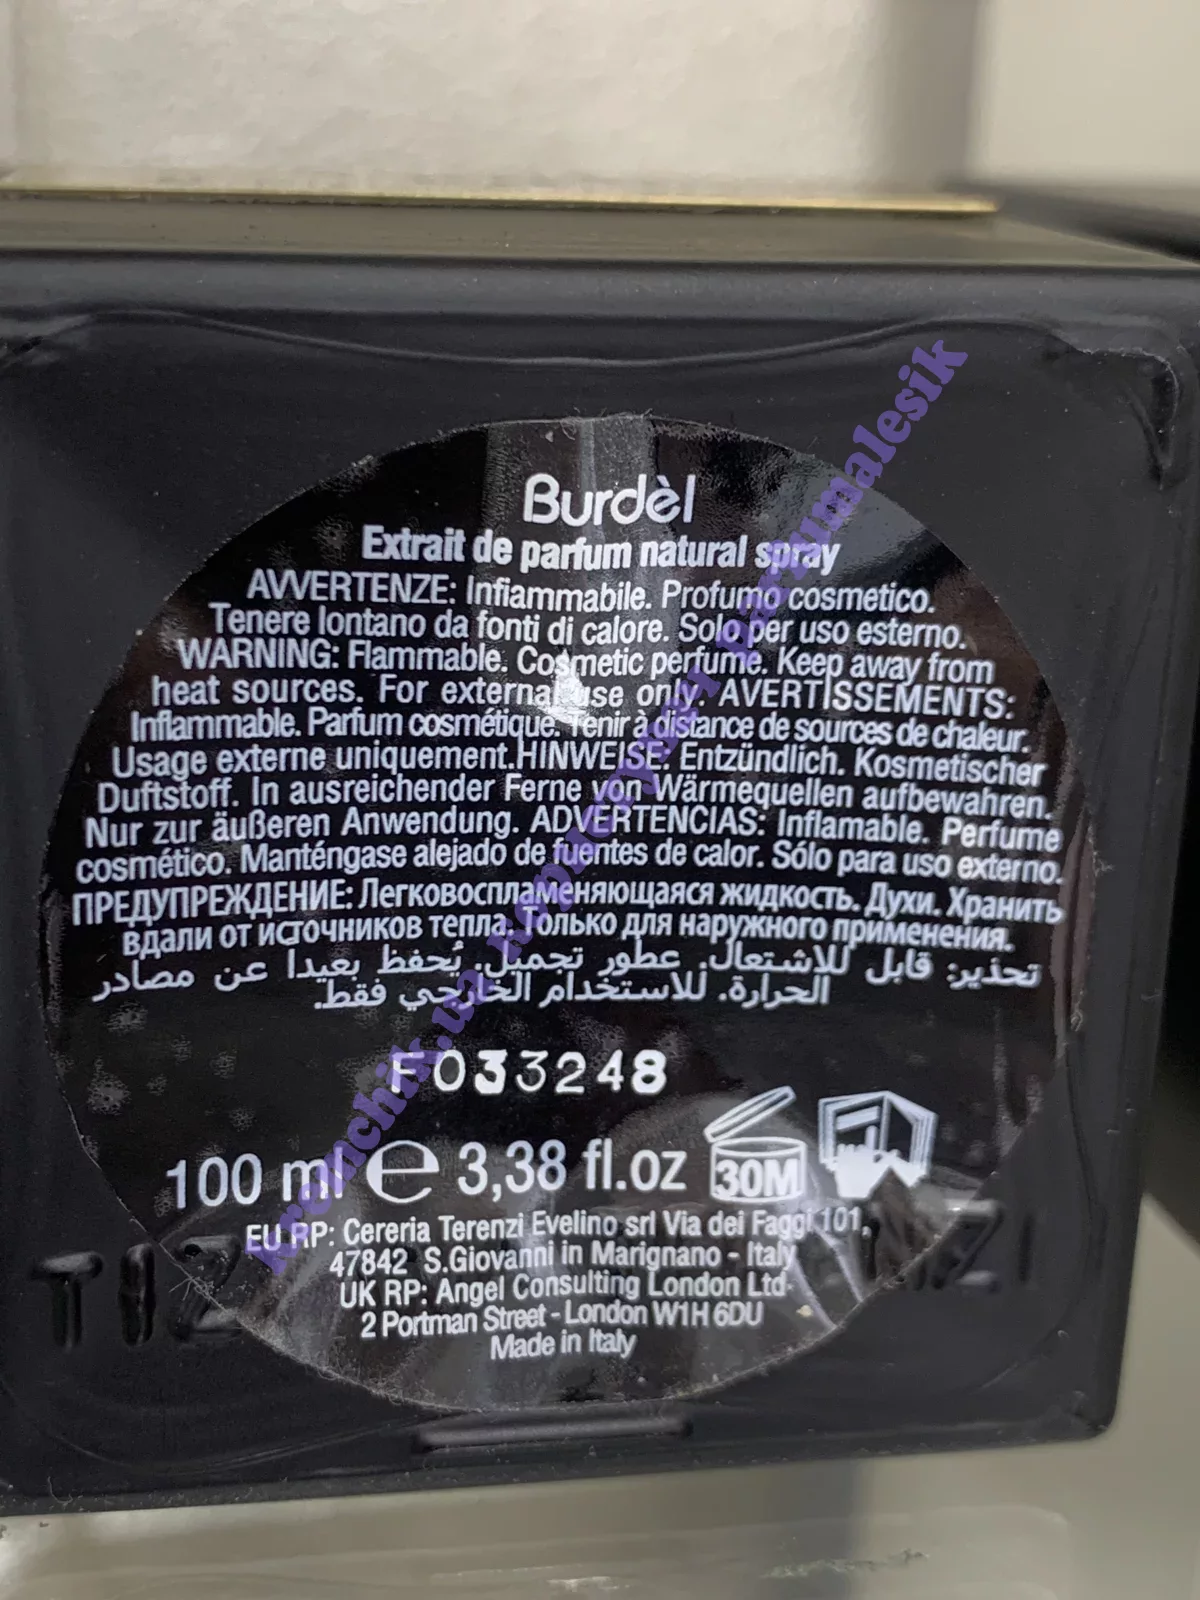 Burdèl
Extrait de parfum natural spray
AVVERTENZE: Infiammabile. Profumo cosmetico.
Tenere lontano da fonti di calore. Solo per uso esterno.
WARNING: Flammable. Cosmetic perfume. Keep away from
heat sources. For external use only. AVERTISSEMENTS:
Inflammable. Parfum cosmétique. Tenir à distance de sources de chaleur.
Usage externe uniquement.HINWEISE: Entzündlich. Kosmetischer
Duftstoff. In ausreichender Ferne von Wärmequellen aufbewahren.
Nur zur äußeren Anwendung. ADVERTENCIAS: Inflamable. Perfume
cosmético. Manténgase alejado de fuentes de calor. Sólo para uso externo.
ПРЕДУПРЕЖДЕНИЕ: Легковоспламеняющаяся жидкость. Духи. Хранить
вдали от источников тепла. Только для наружного применения.
تحذير: قابل للاشتعال. عطور تجميل. يُحفظ بعيدا عن مصادر
الحرارة. للاستخدام الخارجي فقط.
F033248
100 ml e 3,38 fl.oz 30M
EU RP: Cereria Terenzi Evelino srl Via dei Faggi 101,
47842 S.Giovanni in Marignano - Italy
UK RP: Angel Consulting London Ltd
2 Portman Street - London W1H 6DU
Made in Italy
TIZ
NZI